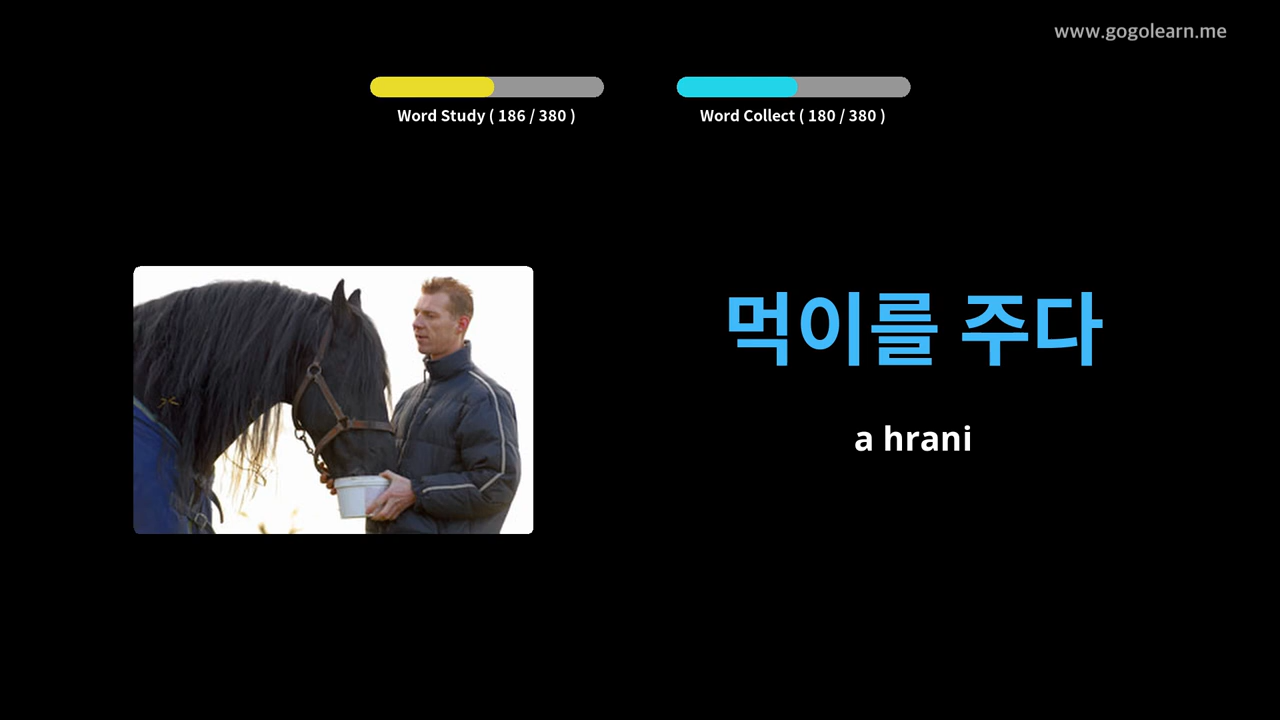 www.gogolearn.me
Word Study ( 186 / 380 )
Word Collect ( 180 / 380 )
먹이를 주다
a hrani